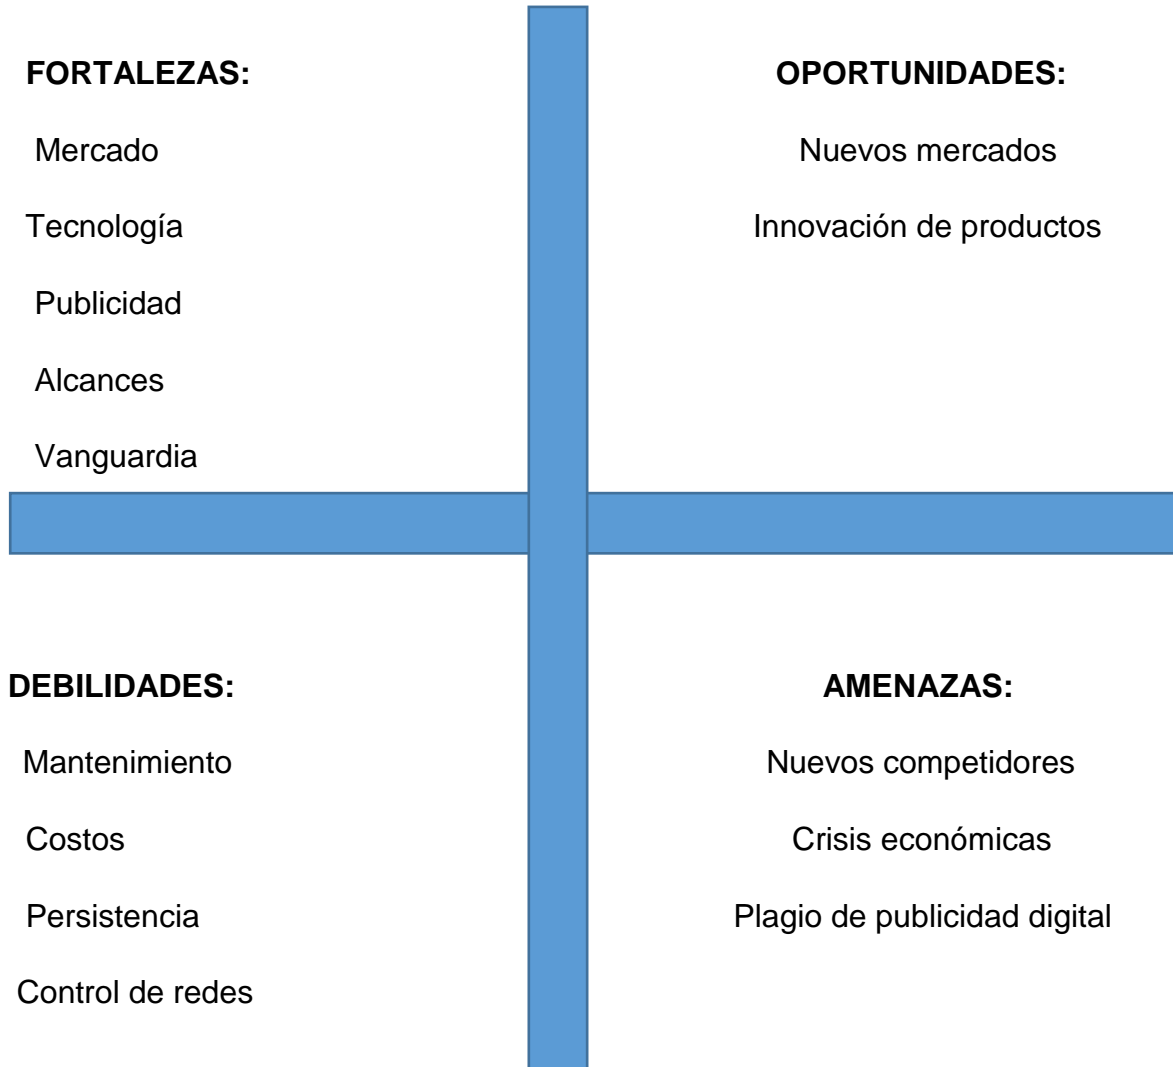 FORTALEZAS:
Mercado
Tecnología
Publicidad
Alcances
Vanguardia
OPORTUNIDADES:
Nuevos mercados
Innovación de productos
DEBILIDADES:
Mantenimiento
Costos
Persistencia
Control de redes
AMENAZAS:
Nuevos competidores
Crisis económicas
Plagio de publicidad digital